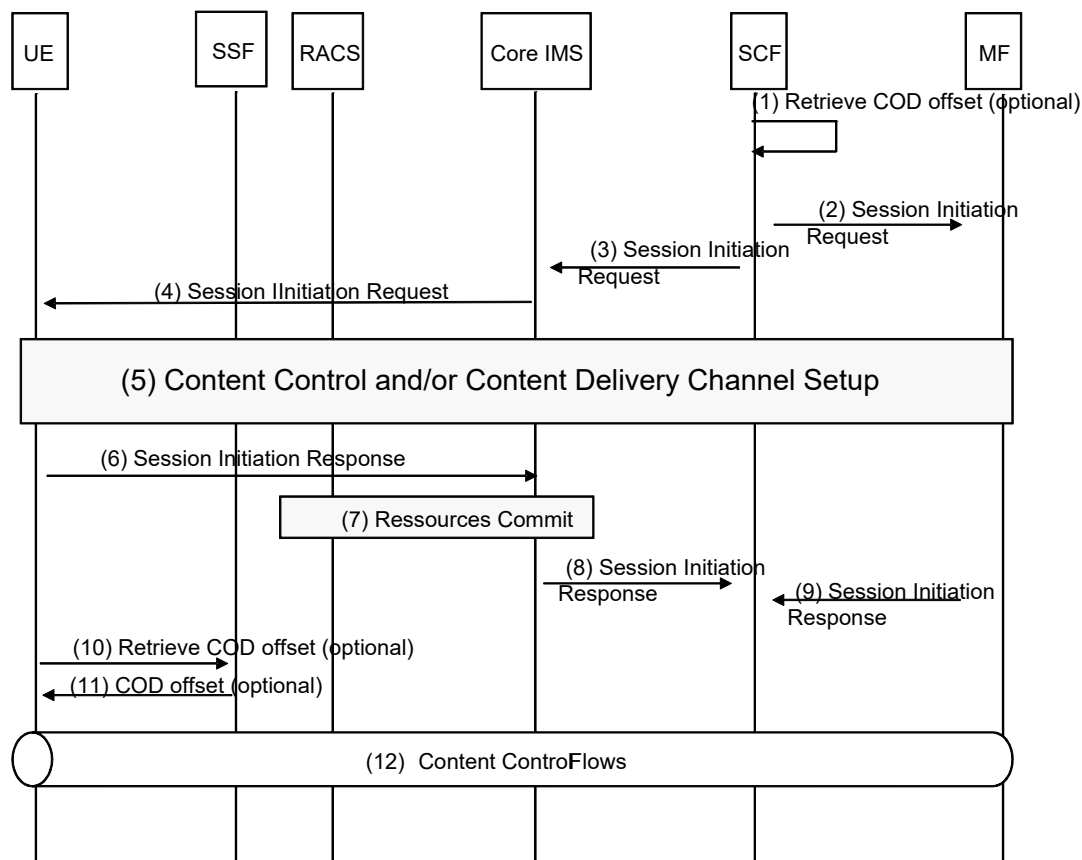 UE
SSF
RACS
Core IMS
SCF
MF
(1) Retrieve COD offset (optional)
(2) Session Initiation
Request
(3) Session Initiation
Request
(4) Session IInitiation Request
(5) Content Control and/or Content Delivery Channel Setup
(6) Session Initiation Response
(7) Ressources Commit
(8) Session Initiation
Response
(9) Session Initiation
Response
(10) Retrieve COD offset (optional)
(11) COD offset (optional)
(12) Content ControFlows